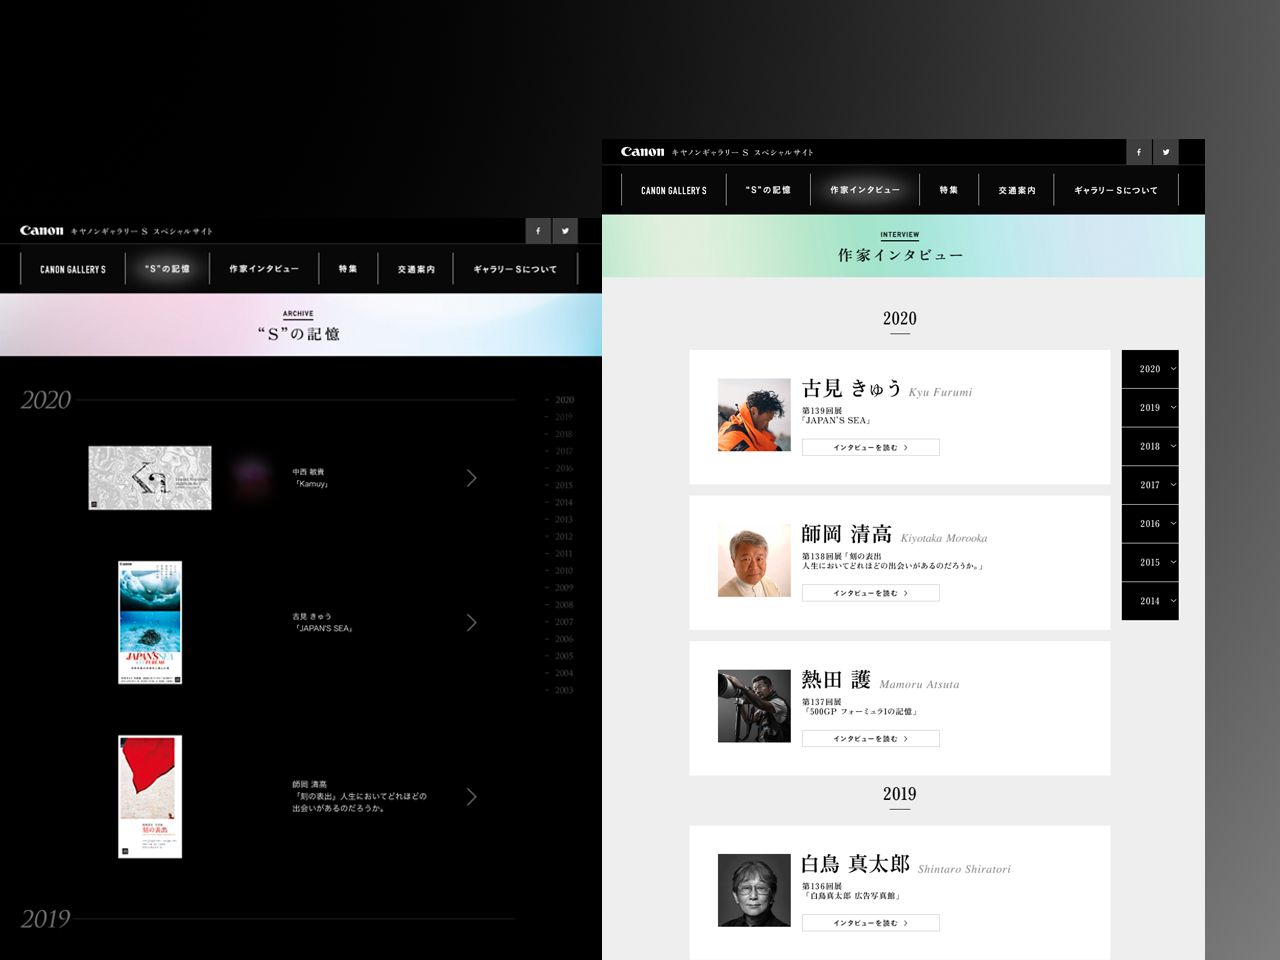 Canon キヤノンギャラリー S スペシャルサイト
CANON GALLERY S
“S”の記憶
作家インタビュー
特集
交通案内
ギャラリー Sについて
ARCHIVE
“S”の記憶
2020
中西 敏貴
「Kamuy」
古見 きゅう
「JAPAN'S SEA」
JAPAN'S SEA
KYU FURUMI
師岡 清高
「刻の表出」人生においてどれほどの
出会いがあるのだろうか。
刻の表出
2019
2020
2019
2018
2017
2016
2015
2014
2013
2012
2011
2010
2009
2008
2007
2006
2005
2004
2003
Canon キヤノンギャラリー S スペシャルサイト
CANON GALLERY S
“S”の記憶
作家インタビュー
特集
交通案内
ギャラリー Sについて
INTERVIEW
作家インタビュー
2020
古見 きゅう Kyu Furumi
第139回展
「JAPAN'S SEA」
インタビューを読む
師岡 清高 Kiyotaka Morooka
第138回展「刻の表出
人生においてどれほどの出会いがあるのだろうか。」
インタビューを読む
熱田 護 Mamoru Atsuta
第137回展
「500GP フォーミュラ1の記憶」
インタビューを読む
2019
白鳥 真太郎 Shintaro Shiratori
第136回展
「白鳥真太郎 広告写真館」
インタビューを読む
2020
2019
2018
2017
2016
2015
2014